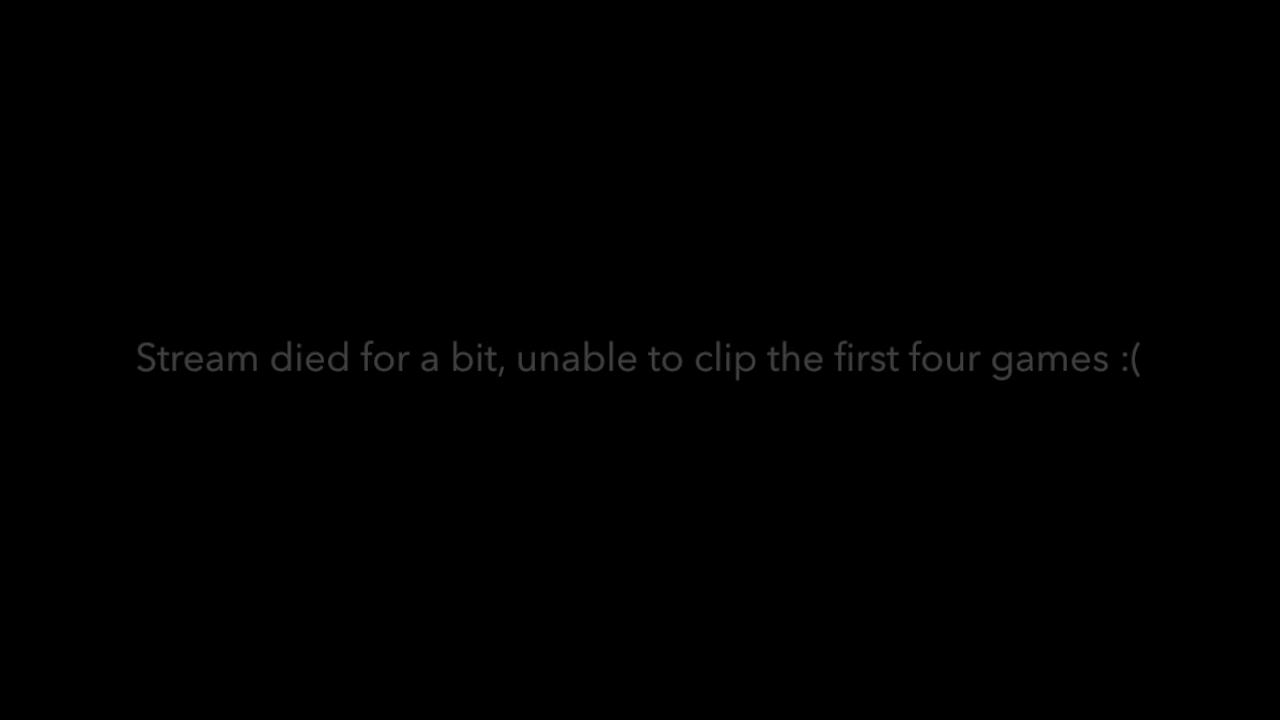 Stream died for a bit, unable to clip the first four games :(